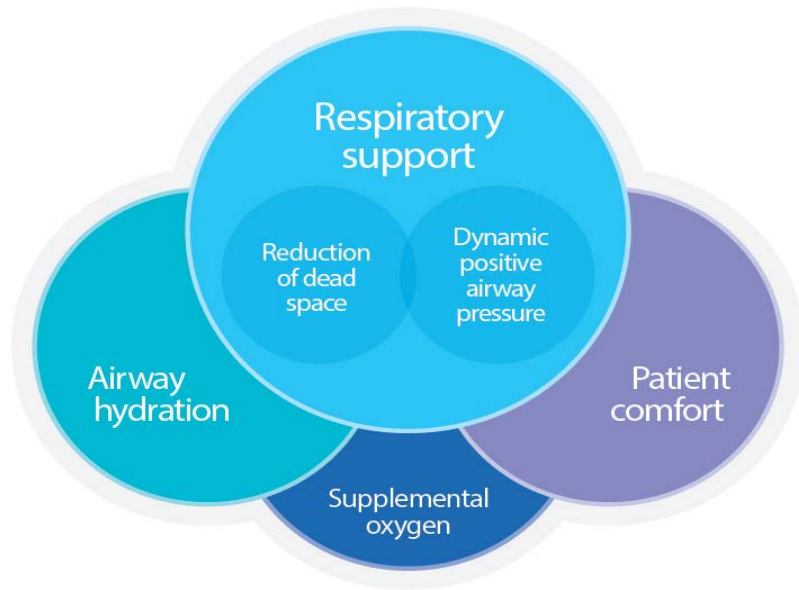 Respiratory
support
Reduction
of dead
space
Dynamic
positive
airway
pressure
Airway
hydration
Patient
comfort
Supplemental
oxygen